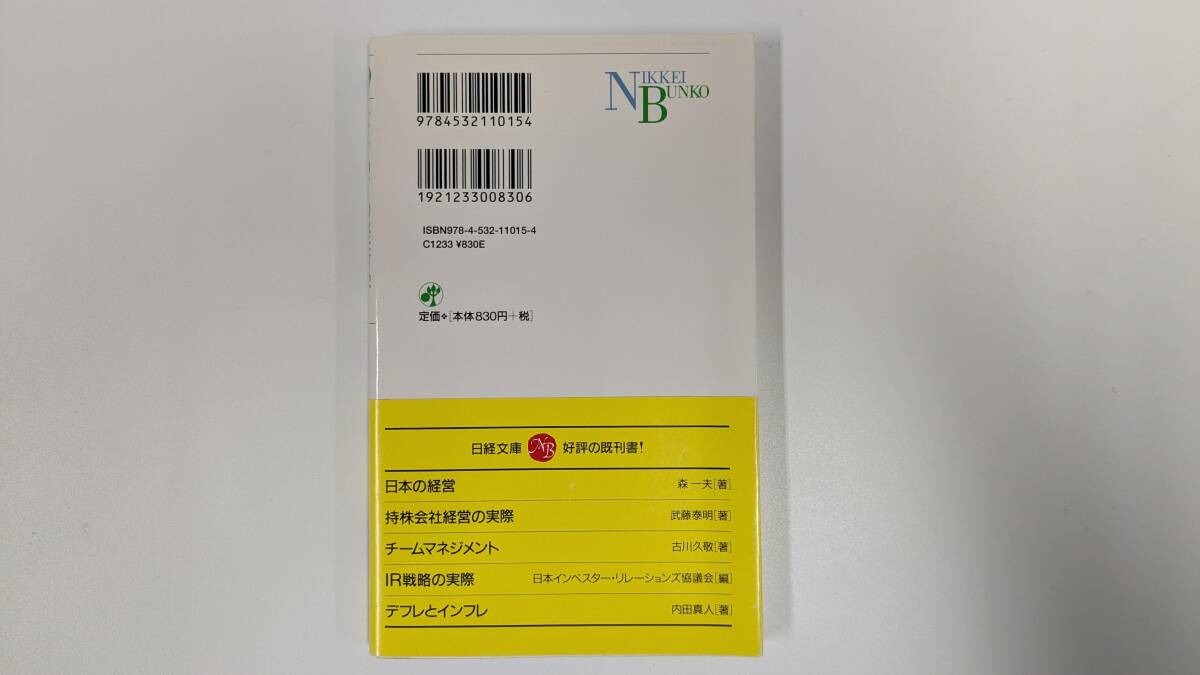 NIKKEI
BUNKO
9784532110154
1921233008306
ISBN978-4-532-11015-4
C1233 ¥830E
定価❖[本体830円+税]
日経文庫 NB 好評の既刊書!
日本の経営 森 一夫[著]
持株会社経営の実際 武藤泰明[著]
チームマネジメント 古川久敬[著]
IR戦略の実際 日本インベスター・リレーションズ協議会[編]
デフレとインフレ 内田真人[著]